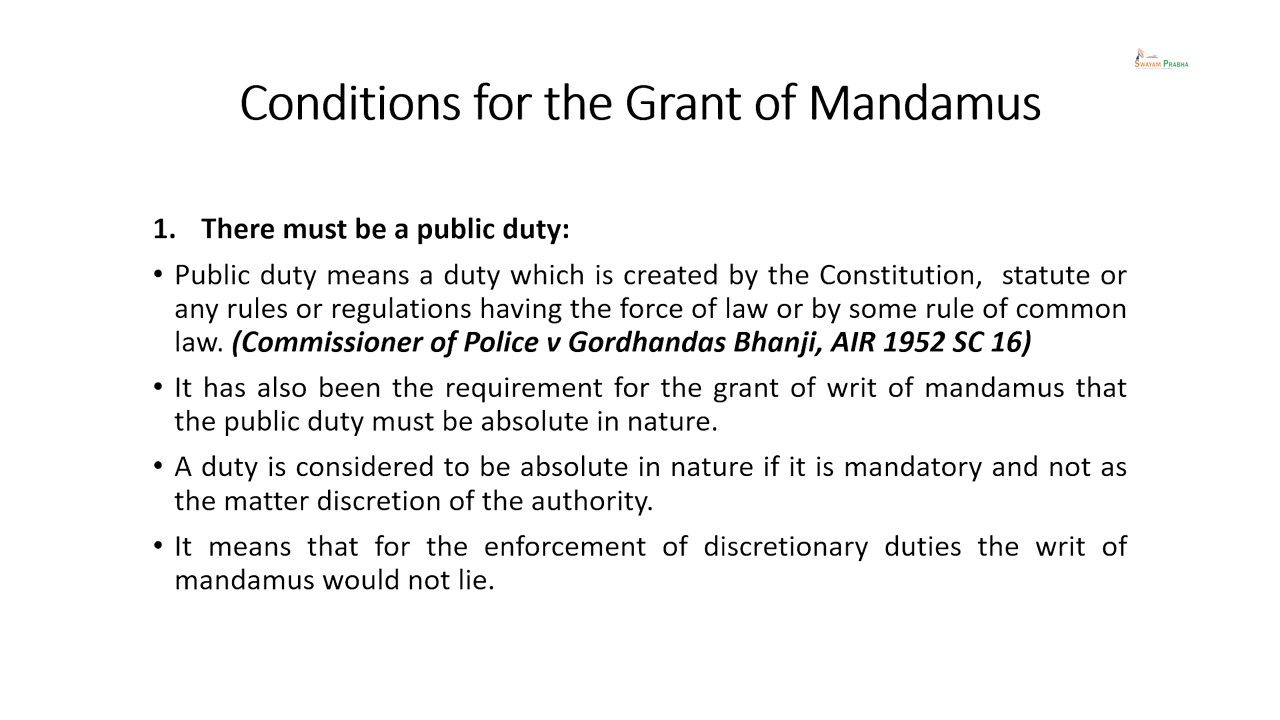 SWAYAM PRABHA
Conditions for the Grant of Mandamus
1. There must be a public duty:
• Public duty means a duty which is created by the Constitution, statute or
any rules or regulations having the force of law or by some rule of common
law. (Commissioner of Police v Gordhandas Bhanji, AIR 1952 SC 16)
• It has also been the requirement for the grant of writ of mandamus that
the public duty must be absolute in nature.
• A duty is considered to be absolute in nature if it is mandatory and not as
the matter discretion of the authority.
• It means that for the enforcement of discretionary duties the writ of
mandamus would not lie.